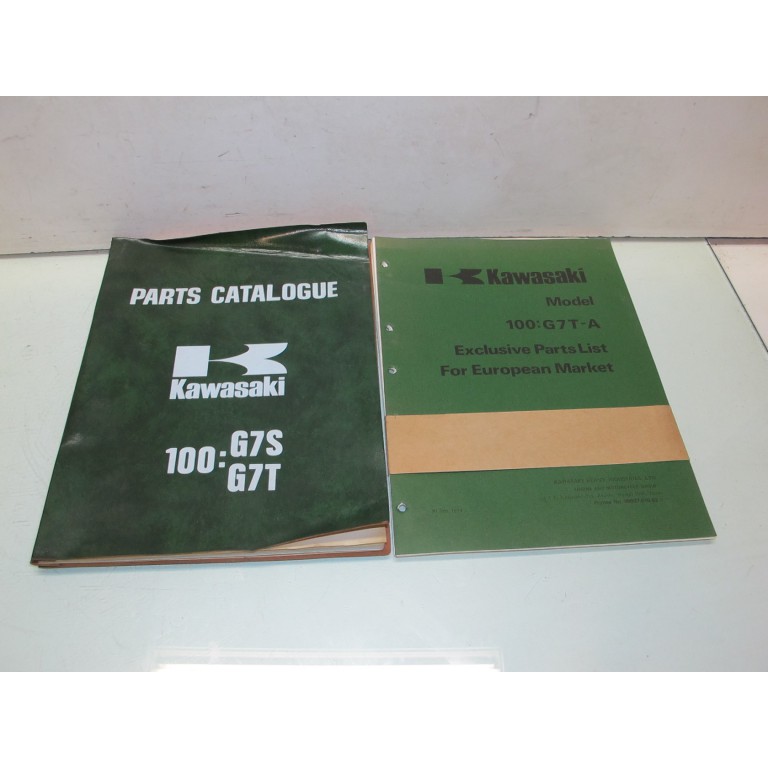 PARTS CATALOGUE
Kawasaki
100:G7S
G7T
Kawasaki
Model
100:G7T-A
Exclusive Parts List
For European Market